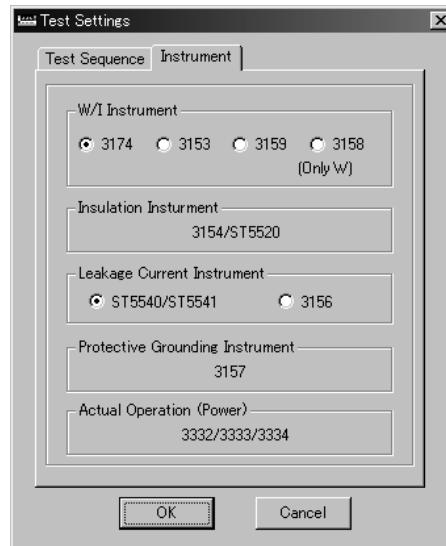 Test Settings
Test Sequence Instrument
W/I Instrument
3174 3153 3159 3158
(Only W)
Insulation Insturment
3154/ST5520
Leakage Current Instrument
ST5540/ST5541 3156
Protective Grounding Instrument
3157
Actual Operation (Power)
3332/3333/3334
OK Cancel